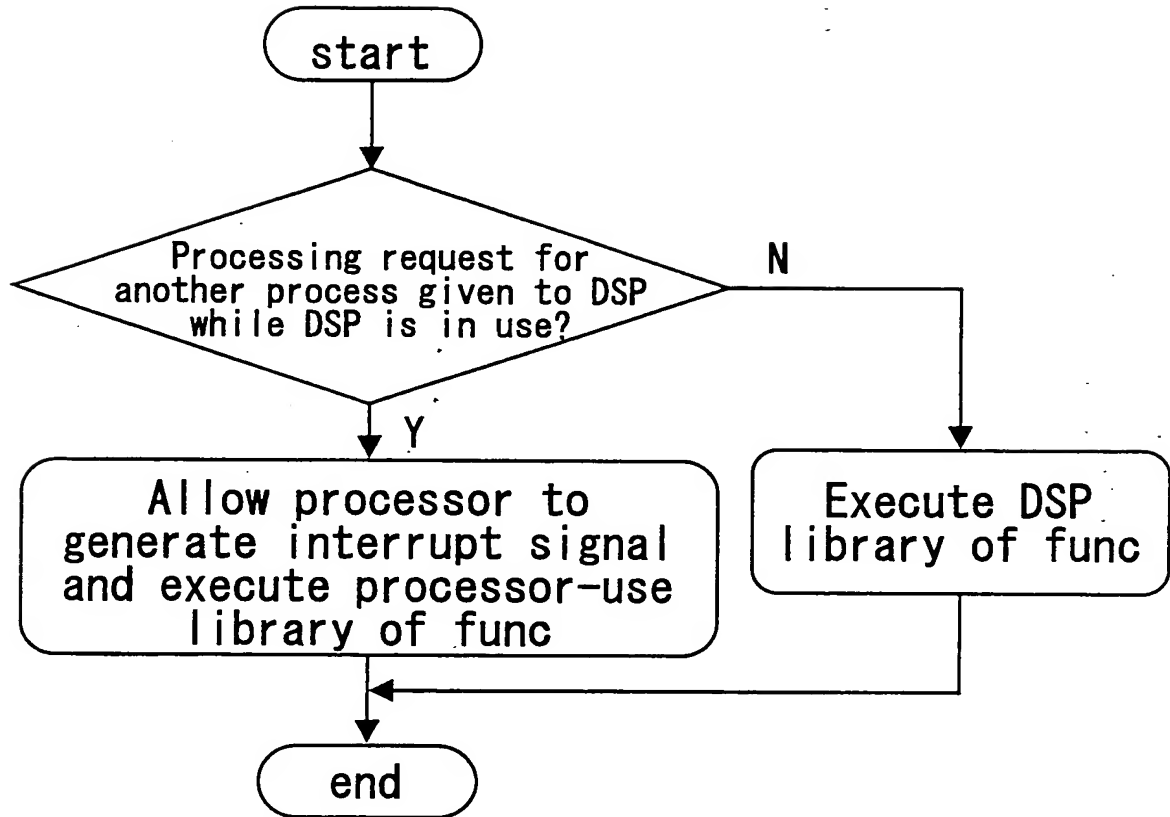 start
Processing request for
another process given to DSP
while DSP is in use?
N
Y
Allow processor to
generate interrupt signal
and execute processor-use
library of func
Execute DSP
library of func
end